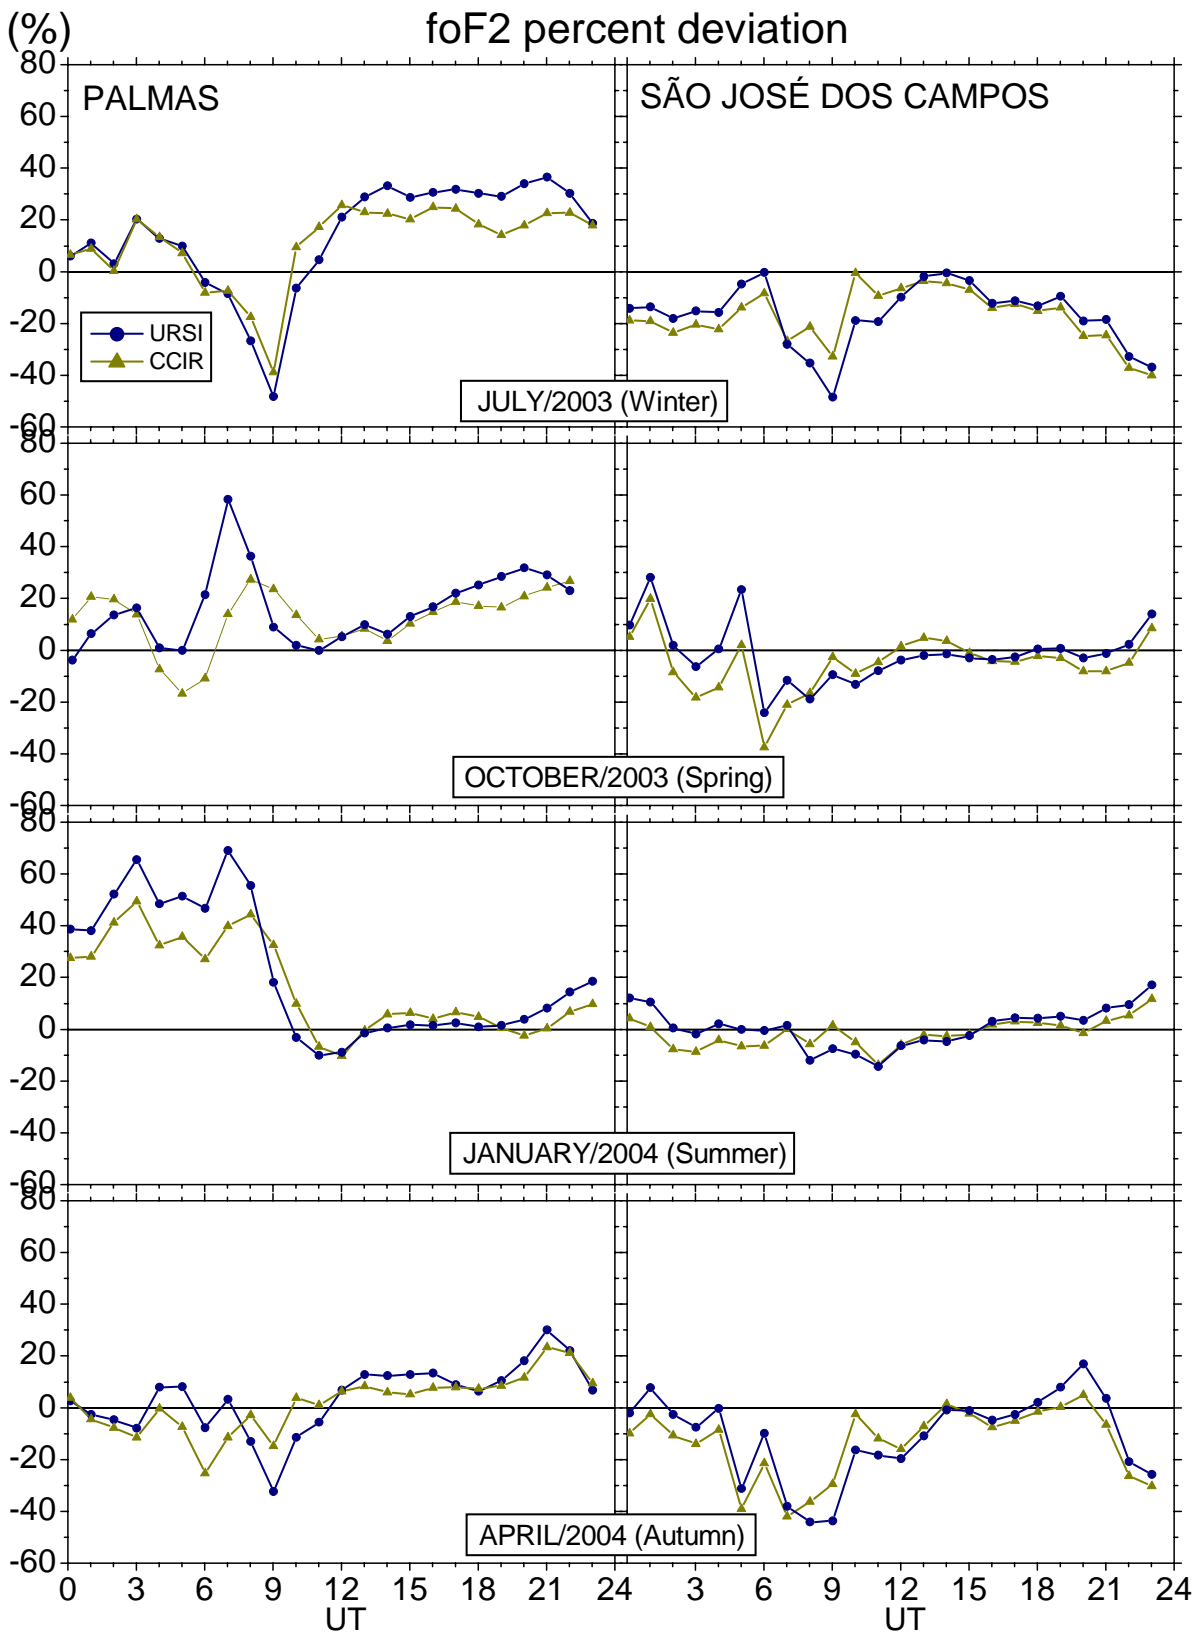 (%) foF2 percent deviation
PALMAS
SÃO JOSÉ DOS CAMPOS
80
60
40
20
0
-20
-40
-60
URSI
CCIR
JULY/2003 (Winter)
80
60
40
20
0
-20
-40
-60
OCTOBER/2003 (Spring)
80
60
40
20
0
-20
-40
-60
JANUARY/2004 (Summer)
80
60
40
20
0
-20
-40
-60
APRIL/2004 (Autumn)
0 3 6 9 12 15 18 21 24 3 6 9 12 15 18 21 24
UT UT